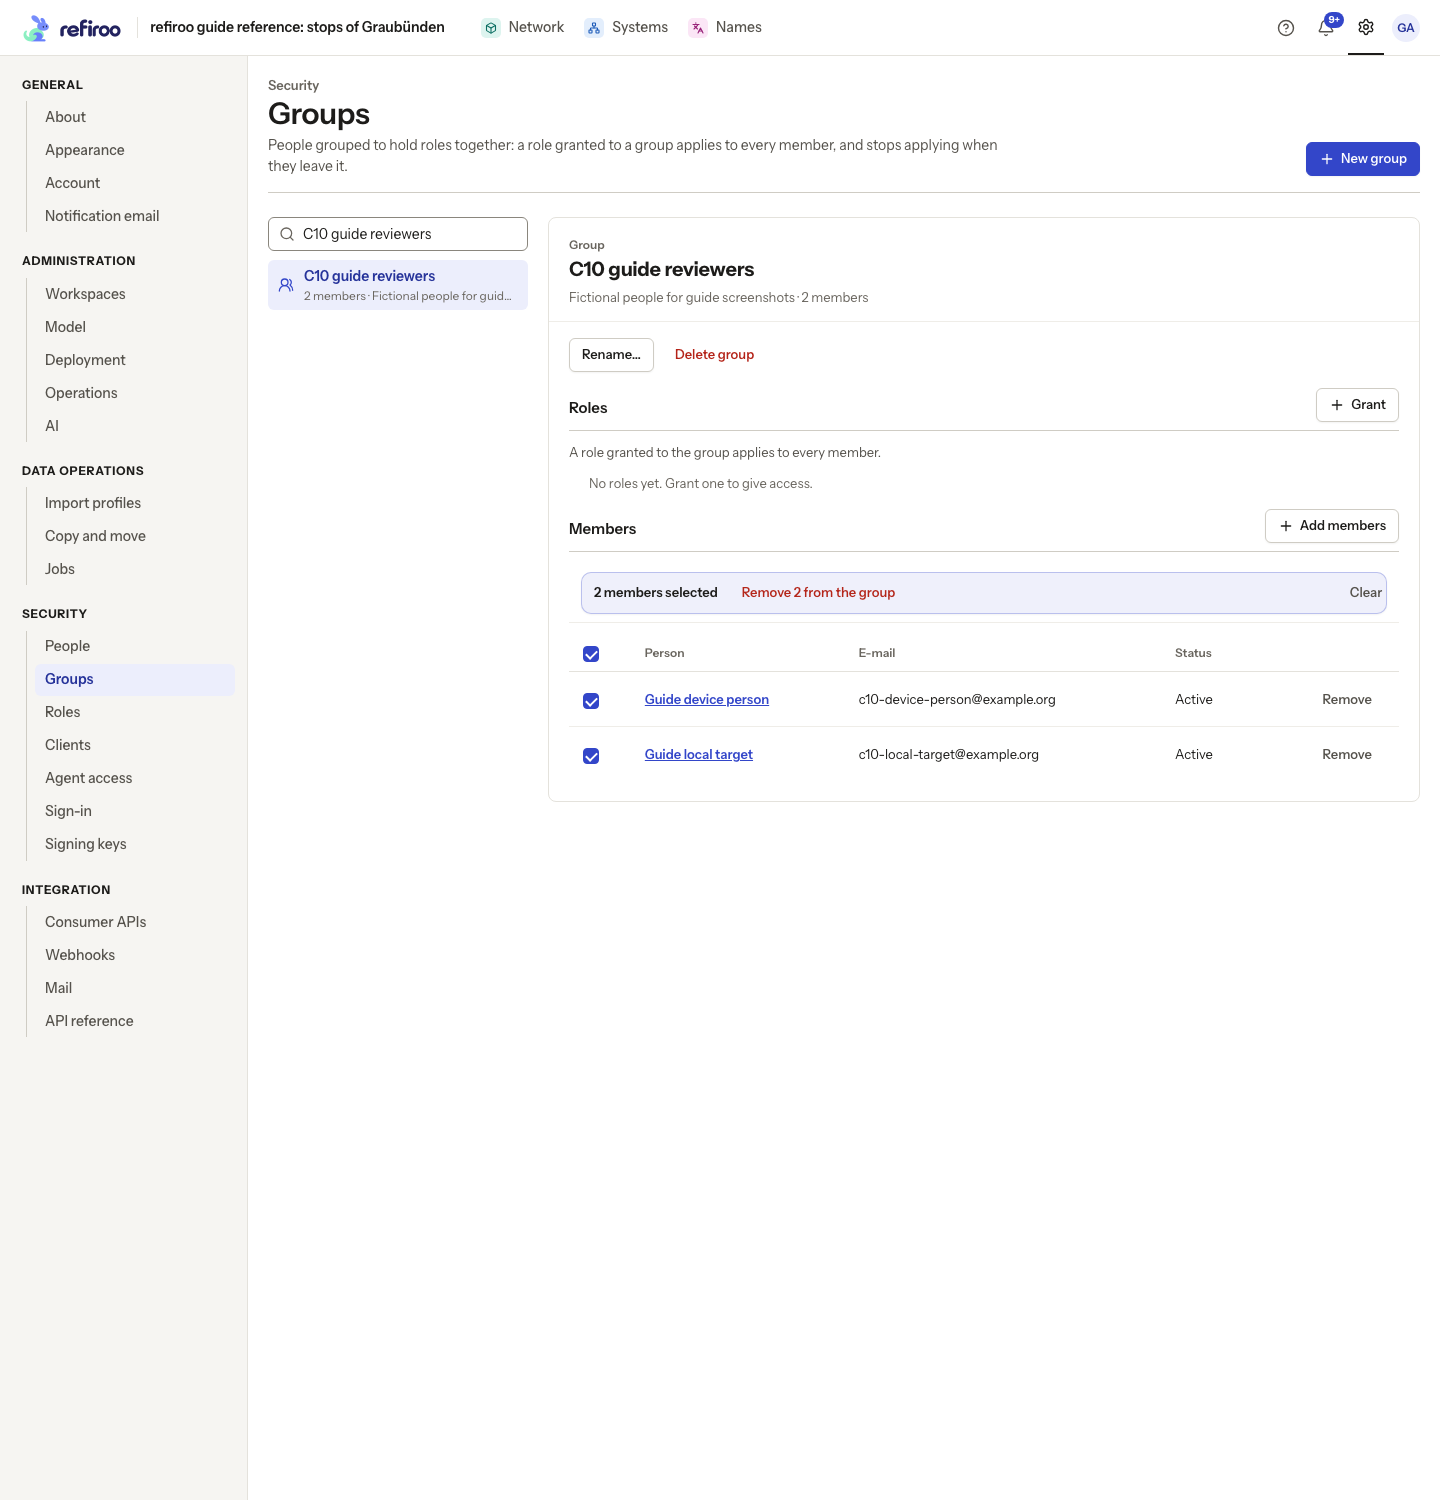 refiroo
refiroo guide reference: stops of Graubünden
Network
Systems
Names
9+
GA
GENERAL
About
Appearance
Account
Notification email
ADMINISTRATION
Workspaces
Model
Deployment
Operations
AI
DATA OPERATIONS
Import profiles
Copy and move
Jobs
SECURITY
People
Groups
Roles
Clients
Agent access
Sign-in
Signing keys
INTEGRATION
Consumer APIs
Webhooks
Mail
API reference
Security
Groups
People grouped to hold roles together: a role granted to a group applies to every member, and stops applying when
they leave it.
New group
C10 guide reviewers
C10 guide reviewers
2 members · Fictional people for guid...
Group
C10 guide reviewers
Fictional people for guide screenshots · 2 members
Rename...
Delete group
Roles
Grant
A role granted to the group applies to every member.
No roles yet. Grant one to give access.
Members
Add members
2 members selected
Remove 2 from the group
Clear
Person E-mail Status
Guide device person c10-device-person@example.org Active Remove
Guide local target c10-local-target@example.org Active Remove